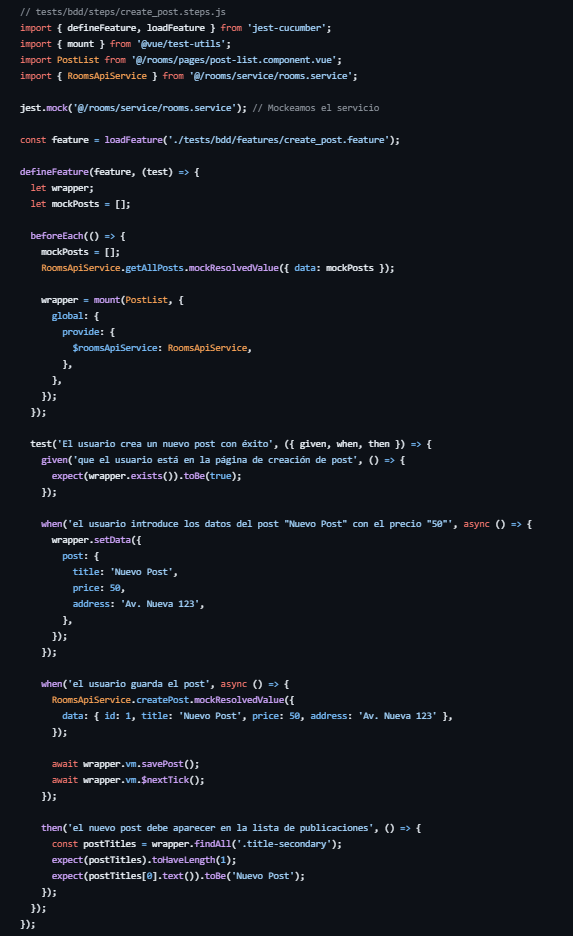 // tests/bdd/steps/create_post.steps.js
import { defineFeature, loadFeature } from 'jest-cucumber';
import { mount } from '@vue/test-utils';
import PostList from '@/rooms/pages/post-list.component.vue';
import { RoomsApiService } from '@/rooms/service/rooms.service';

jest.mock('@/rooms/service/rooms.service'); // Mockeamos el servicio

const feature = loadFeature('./tests/bdd/features/create_post.feature');

defineFeature(feature, (test) => {
  let wrapper;
  let mockPosts = [];

  beforeEach(() => {
    mockPosts = [];
    RoomsApiService.getAllPosts.mockResolvedValue({ data: mockPosts });

    wrapper = mount(PostList, {
      global: {
        provide: {
          $roomsApiService: RoomsApiService,
        },
      },
    });
  });

  test('El usuario crea un nuevo post con éxito', ({ given, when, then }) => {
    given('que el usuario está en la página de creación de post', () => {
      expect(wrapper.exists()).toBe(true);
    });

    when('el usuario introduce los datos del post "Nuevo Post" con el precio "50"', async () => {
      wrapper.setData({
        post: {
          title: 'Nuevo Post',
          price: 50,
          address: 'Av. Nueva 123',
        },
      });
    });

    when('el usuario guarda el post', async () => {
      RoomsApiService.createPost.mockResolvedValue({
        data: { id: 1, title: 'Nuevo Post', price: 50, address: 'Av. Nueva 123' },
      });

      await wrapper.vm.savePost();
      await wrapper.vm.$nextTick();
    });

    then('el nuevo post debe aparecer en la lista de publicaciones', () => {
      const postTitles = wrapper.findAll('.title-secondary');
      expect(postTitles).toHaveLength(1);
      expect(postTitles[0].text()).toBe('Nuevo Post');
    });
  });
});